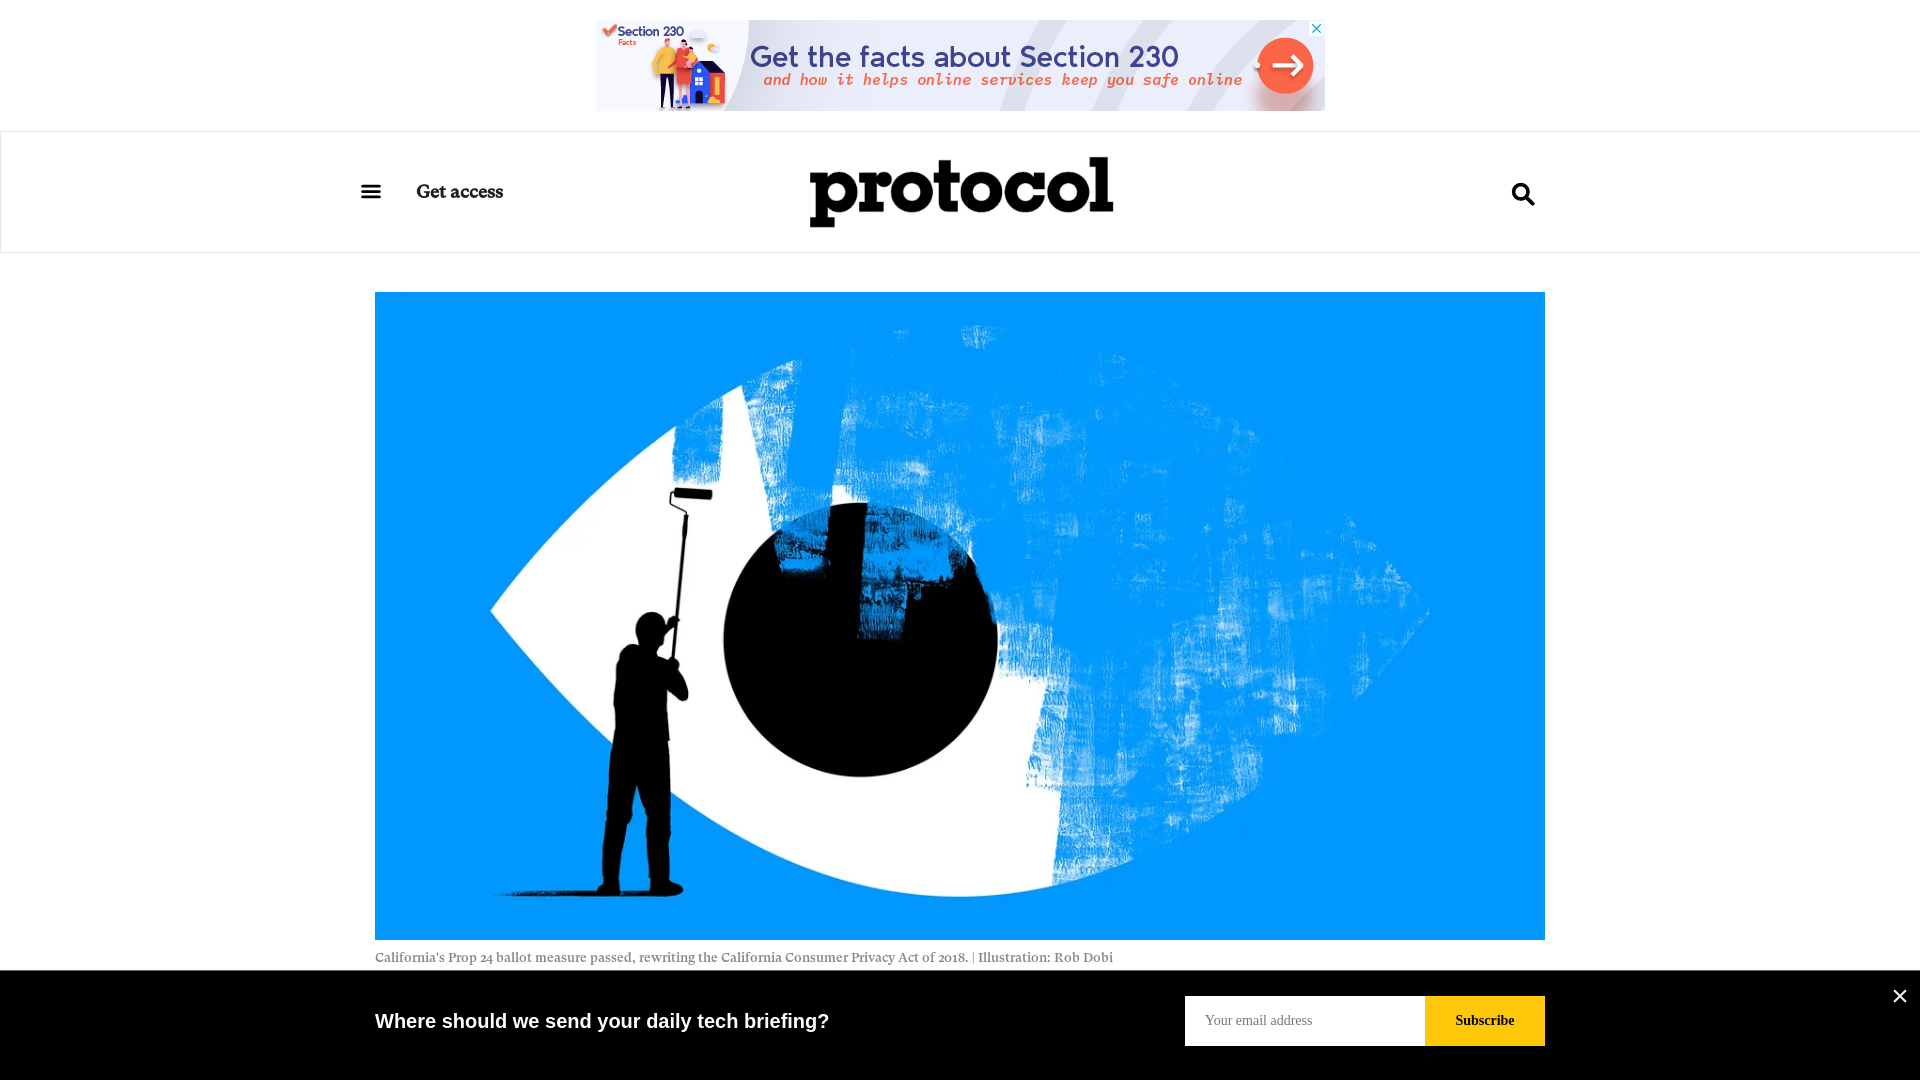 Section 230
Facts
Get the facts about Section 230
and how it helps online services keep you safe online
Get access
protocol
California's Prop 24 ballot measure passed, rewriting the California Consumer Privacy Act of 2018. | Illustration: Rob Dobi
Where should we send your daily tech briefing?
Your email address
Subscribe